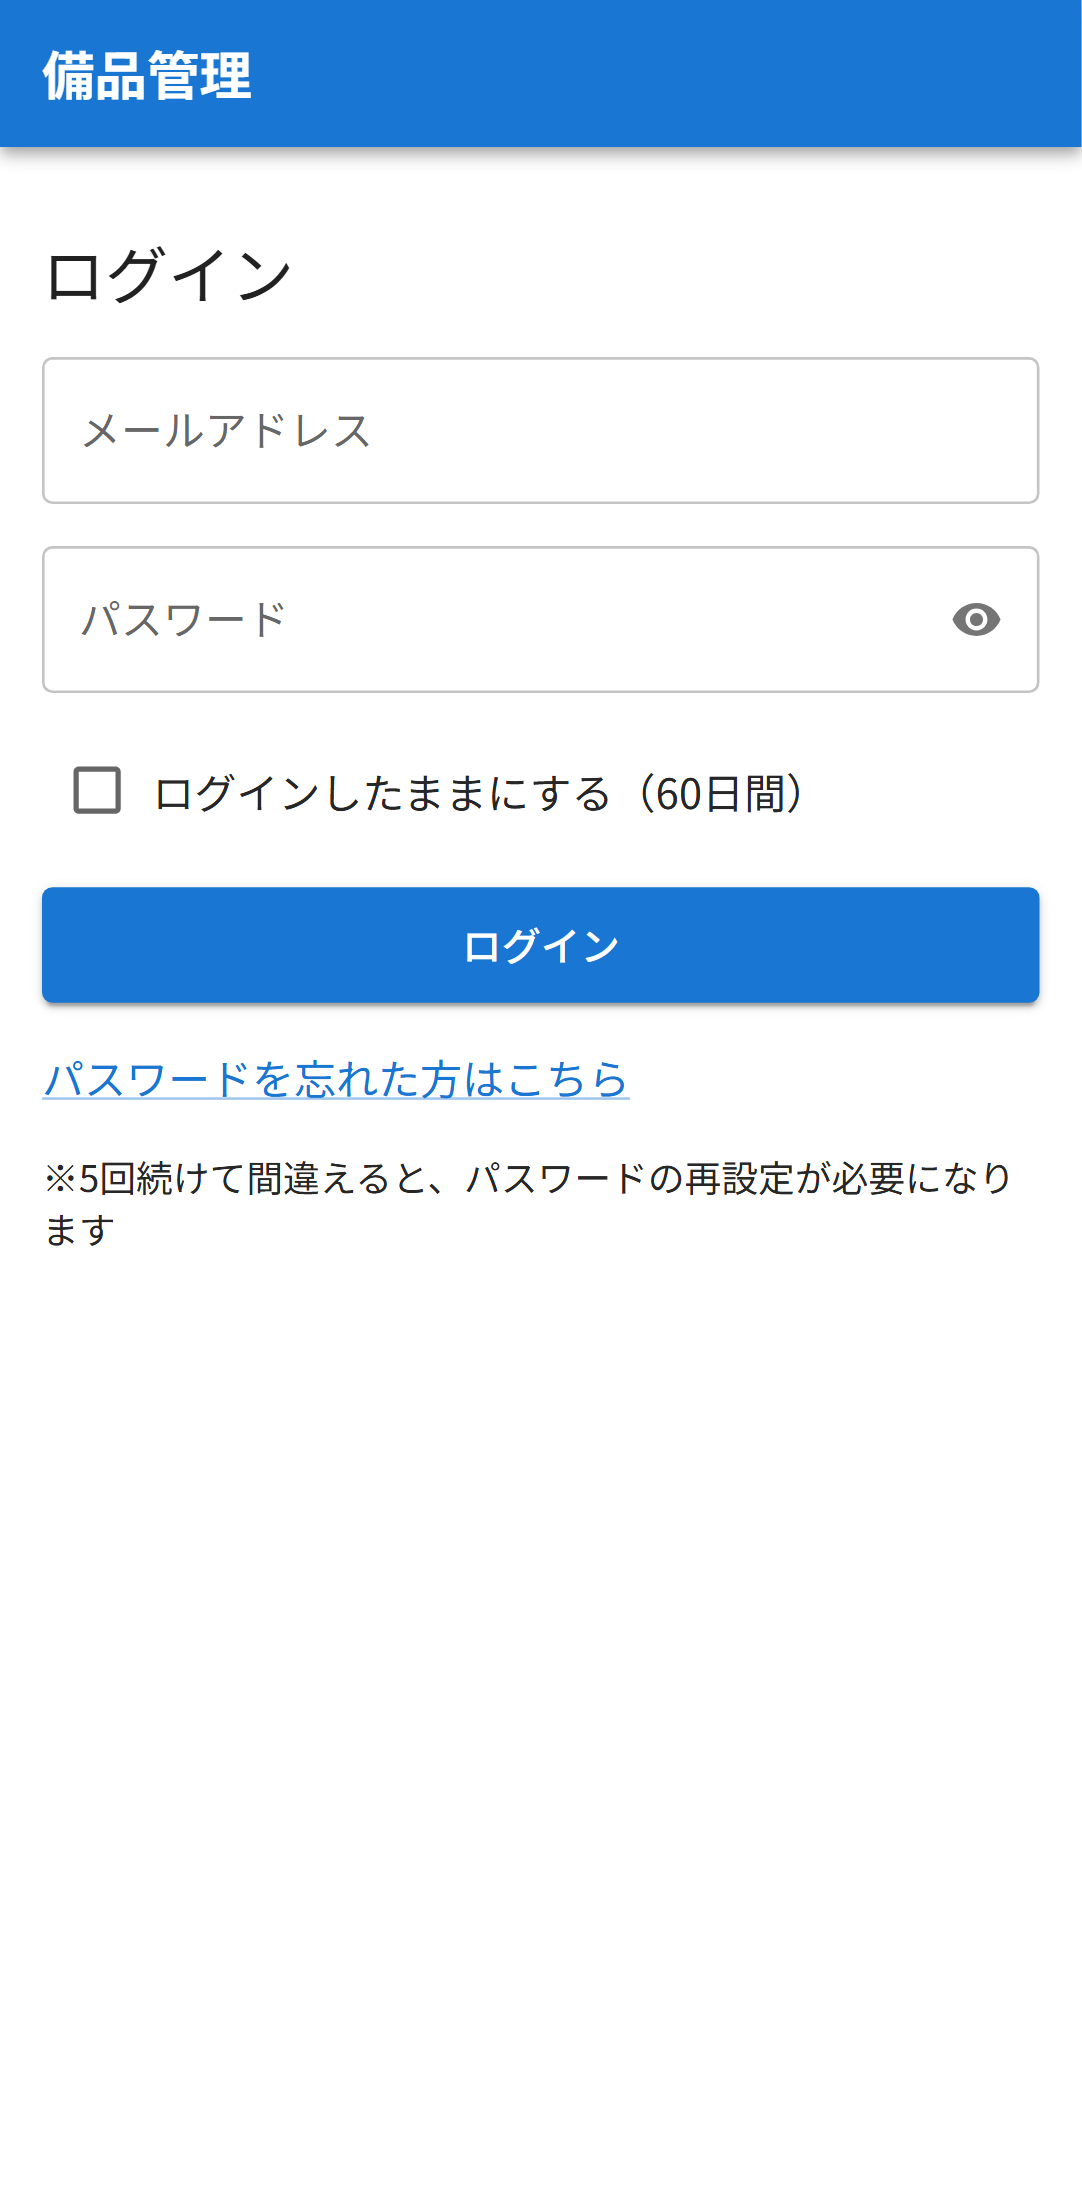 備品管理
ログイン
メールアドレス
パスワード
ログインしたままにする（60日間）
ログイン
パスワードを忘れた方はこちら
※5回続けて間違えると、パスワードの再設定が必要になり
ます